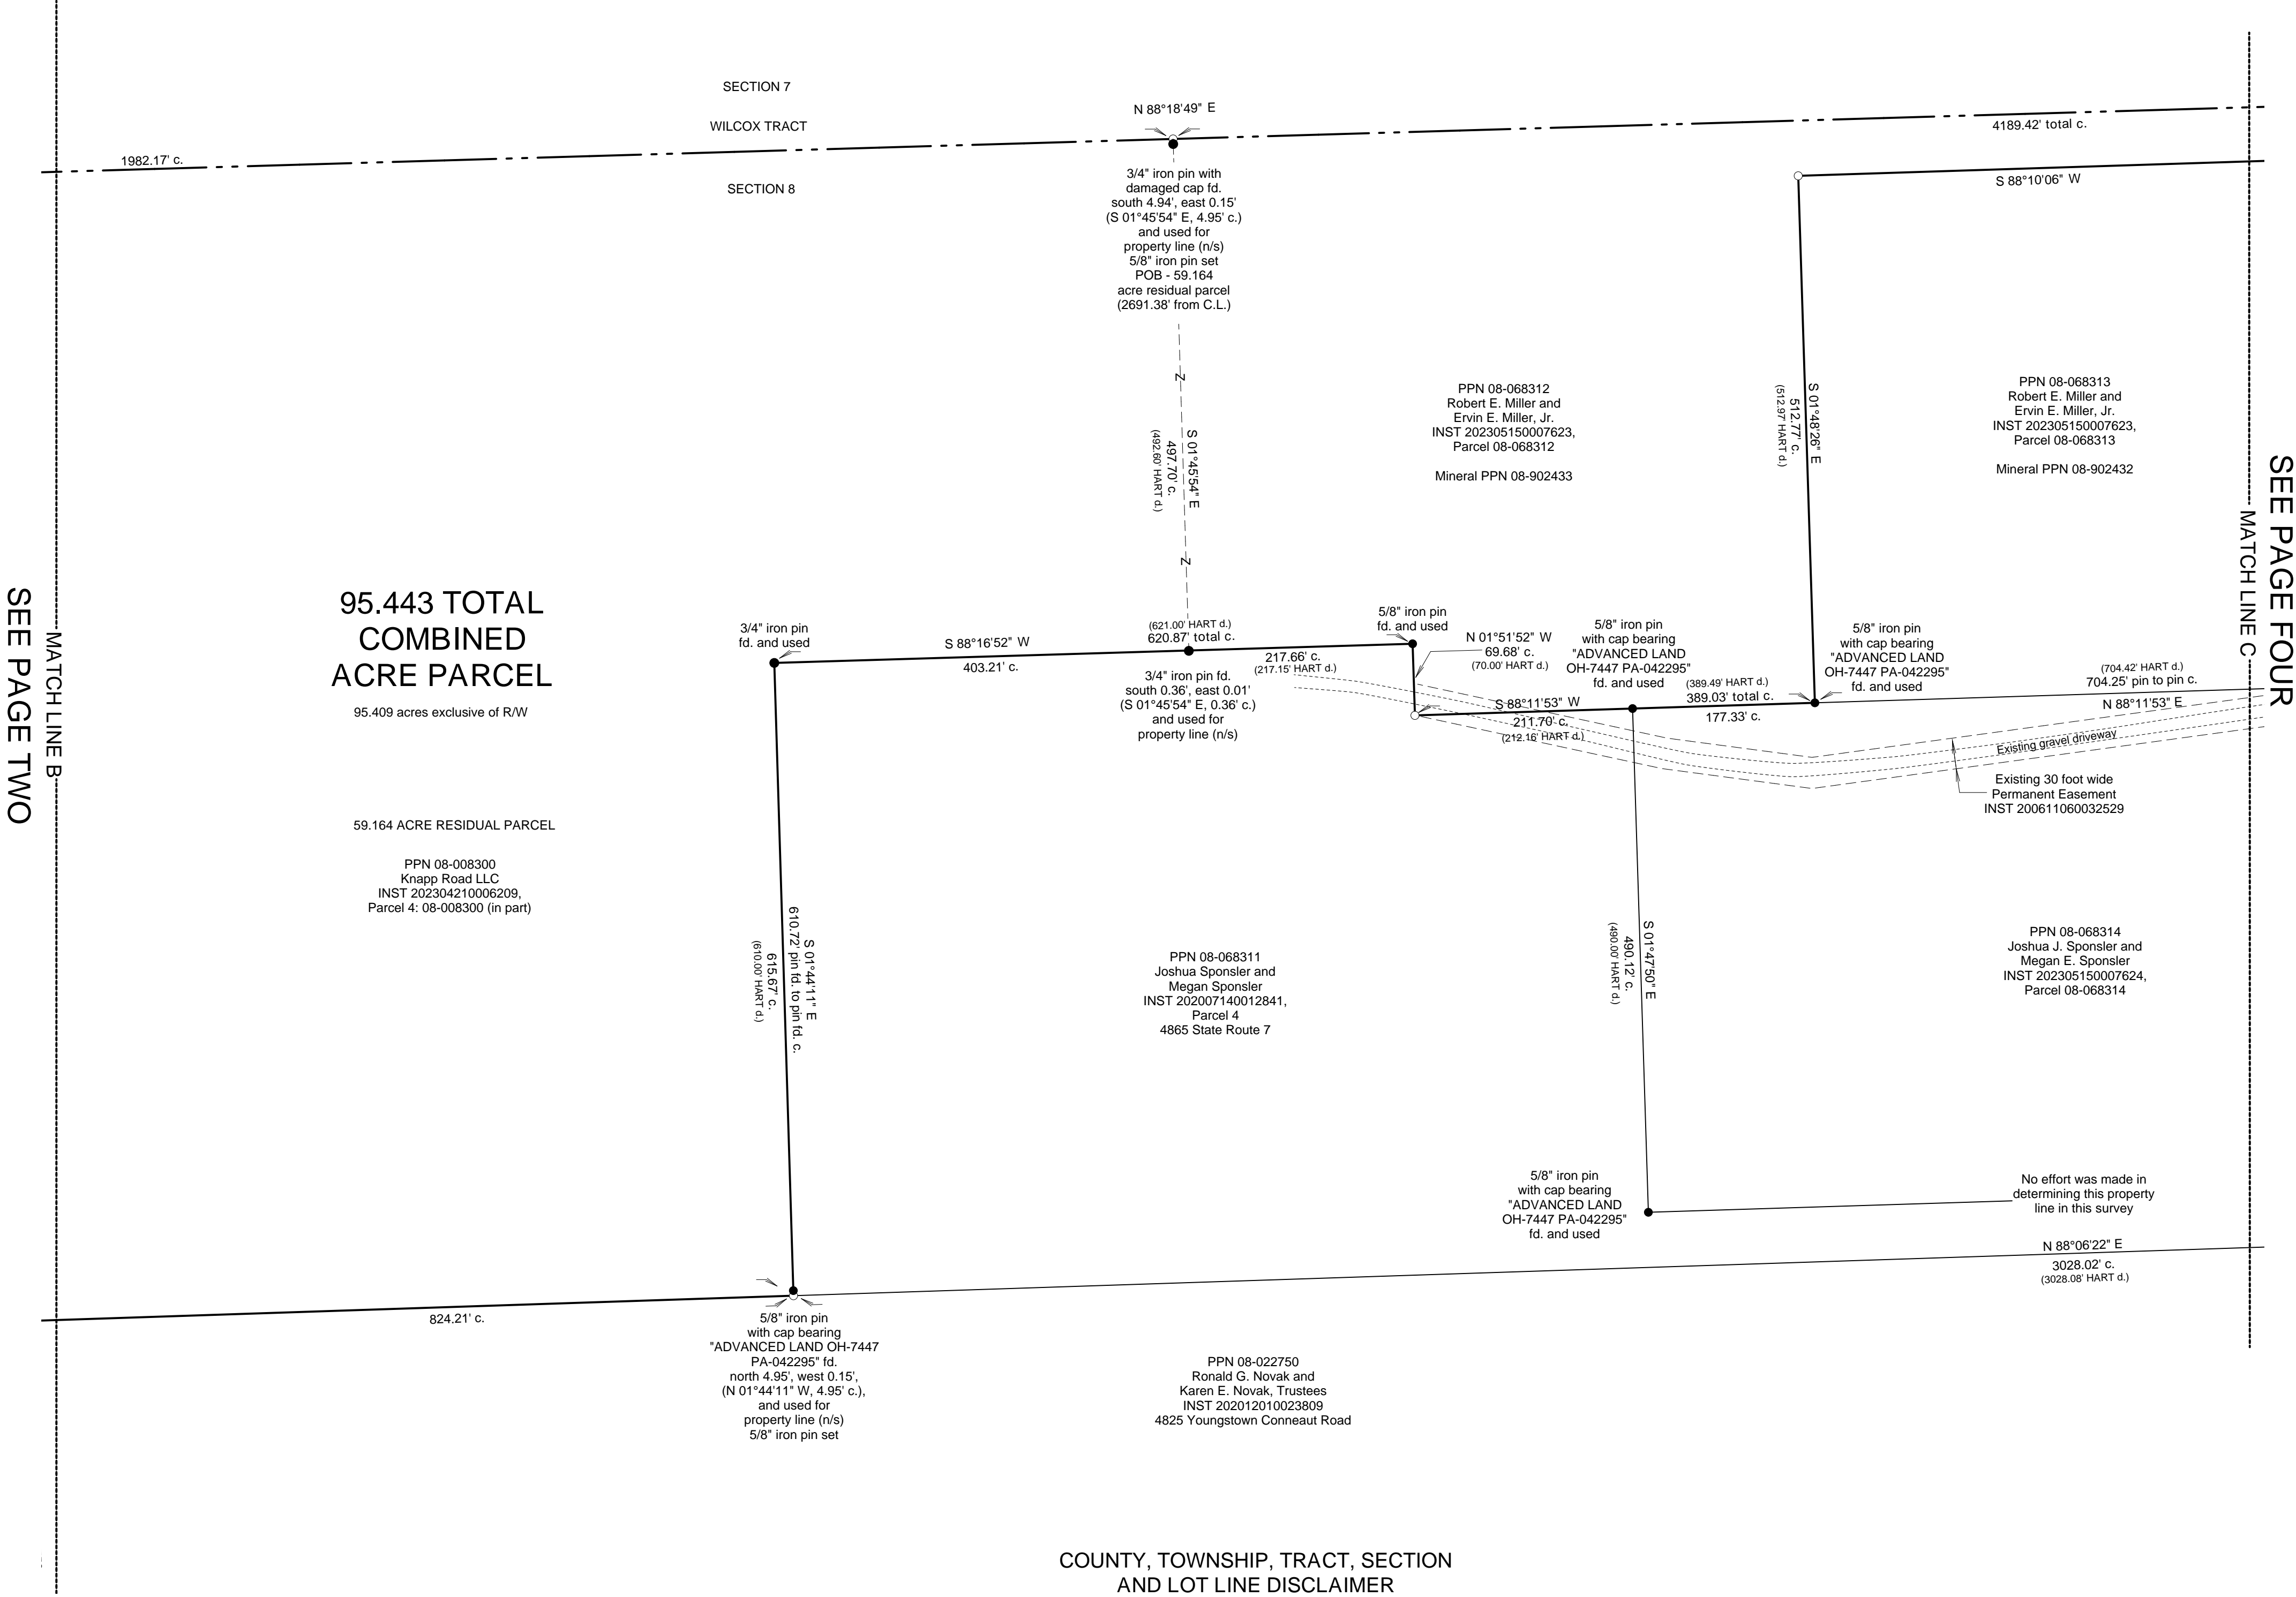 SECTION 7
WILCOX TRACT
SECTION 8
1982.17' c.
N 88°18'49" E
4189.42' total c.
S 88°10'06" W
3/4" iron pin with
damaged cap fd.
south 4.94', east 0.15'
(S 01°45'54" E, 4.95' c.)
and used for
property line (n/s)
5/8" iron pin set
POB - 59.164
acre residual parcel
(2691.38' from C.L.)
Z
S 01°45'54" E
497.70' c.
(492.60' HART d.)
Z
PPN 08-068312
Robert E. Miller and
Ervin E. Miller, Jr.
INST 202305150007623,
Parcel 08-068312
Mineral PPN 08-902433
S 01°48'26" E
512.77' c.
(512.97' HART d.)
PPN 08-068313
Robert E. Miller and
Ervin E. Miller, Jr.
INST 202305150007623,
Parcel 08-068313
Mineral PPN 08-902432
SEE PAGE TWO
MATCH LINE B
SEE PAGE FOUR
MATCH LINE C
95.443 TOTAL
COMBINED
ACRE PARCEL
95.409 acres exclusive of R/W
59.164 ACRE RESIDUAL PARCEL
PPN 08-008300
Knapp Road LLC
INST 202304210006209,
Parcel 4: 08-008300 (in part)
3/4" iron pin
fd. and used
S 88°16'52" W
403.21' c.
(621.00' HART d.)
620.87' total c.
217.66' c.
(217.15' HART d.)
3/4" iron pin fd.
south 0.36', east 0.01'
(S 01°45'54" E, 0.36' c.)
and used for
property line (n/s)
5/8" iron pin
fd. and used
N 01°51'52" W
69.68' c.
(70.00' HART d.)
5/8" iron pin
with cap bearing
"ADVANCED LAND
OH-7447 PA-042295"
fd. and used
S 88°11'53" W
211.70' c.
(212.16' HART d.)
(389.49' HART d.)
389.03' total c.
177.33' c.
5/8" iron pin
with cap bearing
"ADVANCED LAND
OH-7447 PA-042295"
fd. and used
(704.42' HART d.)
704.25' pin to pin c.
N 88°11'53" E
Existing gravel driveway
Existing 30 foot wide
Permanent Easement
INST 200611060032529
S 01°44'11" E
610.72' pin fd. to pin fd. c.
615.67' c.
(610.00' HART d.)
PPN 08-068311
Joshua Sponsler and
Megan Sponsler
INST 202007140012841,
Parcel 4
4865 State Route 7
S 01°47'50" E
490.12' c.
(490.00' HART d.)
PPN 08-068314
Joshua J. Sponsler and
Megan E. Sponsler
INST 202305150007624,
Parcel 08-068314
5/8" iron pin
with cap bearing
"ADVANCED LAND
OH-7447 PA-042295"
fd. and used
No effort was made in
determining this property
line in this survey
N 88°06'22" E
3028.02' c.
(3028.08' HART d.)
824.21' c.
5/8" iron pin
with cap bearing
"ADVANCED LAND OH-7447
PA-042295" fd.
north 4.95', west 0.15',
(N 01°44'11" W, 4.95' c.),
and used for
property line (n/s)
5/8" iron pin set
PPN 08-022750
Ronald G. Novak and
Karen E. Novak, Trustees
INST 202012010023809
4825 Youngstown Conneaut Road
COUNTY, TOWNSHIP, TRACT, SECTION
AND LOT LINE DISCLAIMER